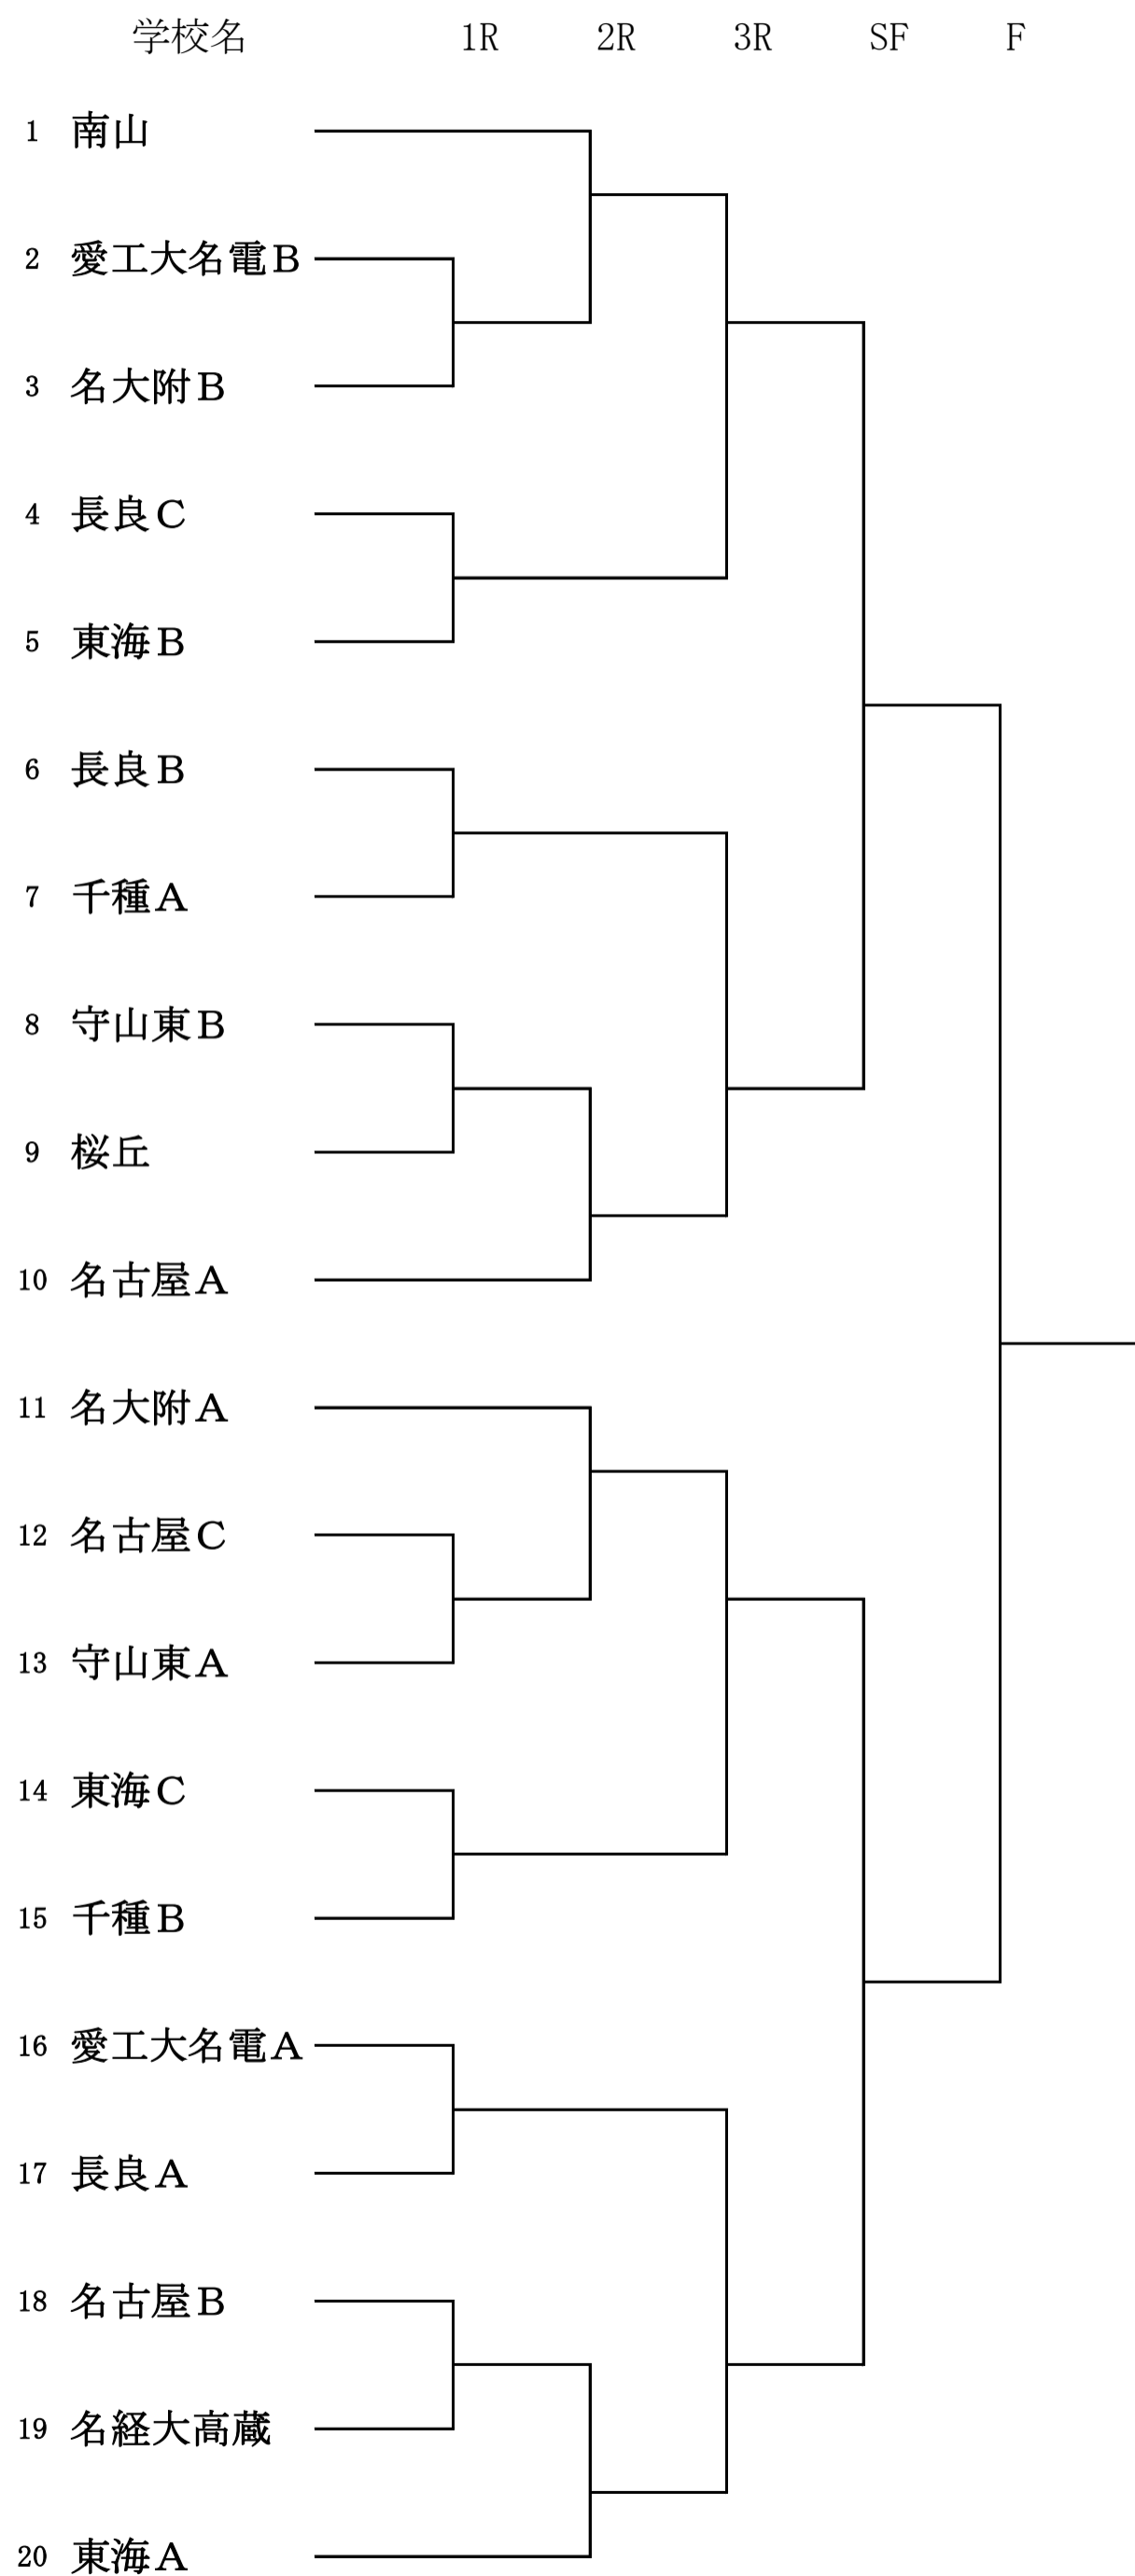 学校名 1R 2R 3R SF F
1 南山
2 愛工大名電Ｂ
3 名大附Ｂ
4 長良Ｃ
5 東海Ｂ
6 長良Ｂ
7 千種Ａ
8 守山東Ｂ
9 桜丘
10 名古屋Ａ
11 名大附Ａ
12 名古屋Ｃ
13 守山東Ａ
14 東海Ｃ
15 千種Ｂ
16 愛工大名電Ａ
17 長良Ａ
18 名古屋Ｂ
19 名経大高蔵
20 東海Ａ